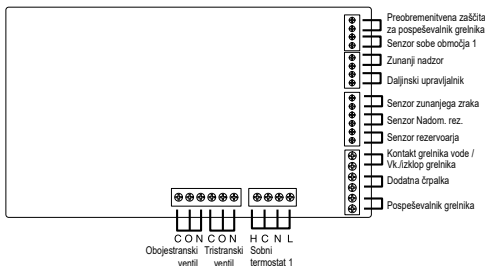 Preobremenitvena zaščita
za pospeševalnik grelnika
Senzor sobe območja 1
Zunanji nadzor
Daljinski upravljalnik
Senzor zunanjega zraka
Senzor Nadom. rez.
Senzor rezervoarja
Kontakt grelnika vode /
Vk./izklop grelnika
Dodatna črpalka
Pospeševalnik grelnika
C O N C O N H C N L
Obojestranski Tristranski Sobni
ventil ventil termostat 1